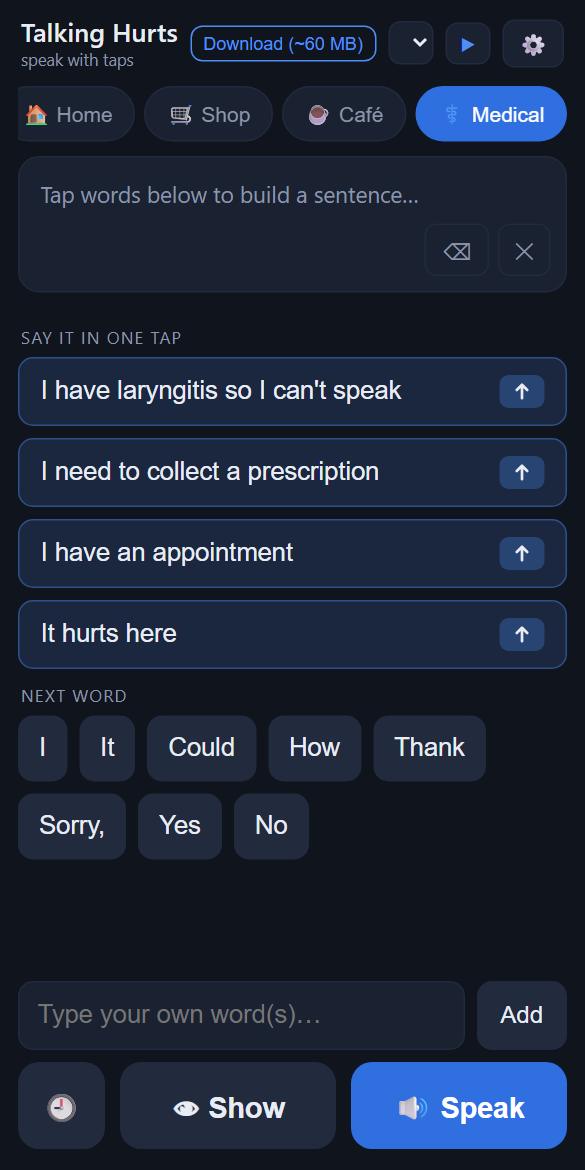 Talking Hurts
speak with taps
Download (~60 MB)
Home
Shop
Café
Medical
Tap words below to build a sentence...
SAY IT IN ONE TAP
I have laryngitis so I can't speak
I need to collect a prescription
I have an appointment
It hurts here
NEXT WORD
I It Could How Thank
Sorry, Yes No
Type your own word(s)...
Add
Show
Speak